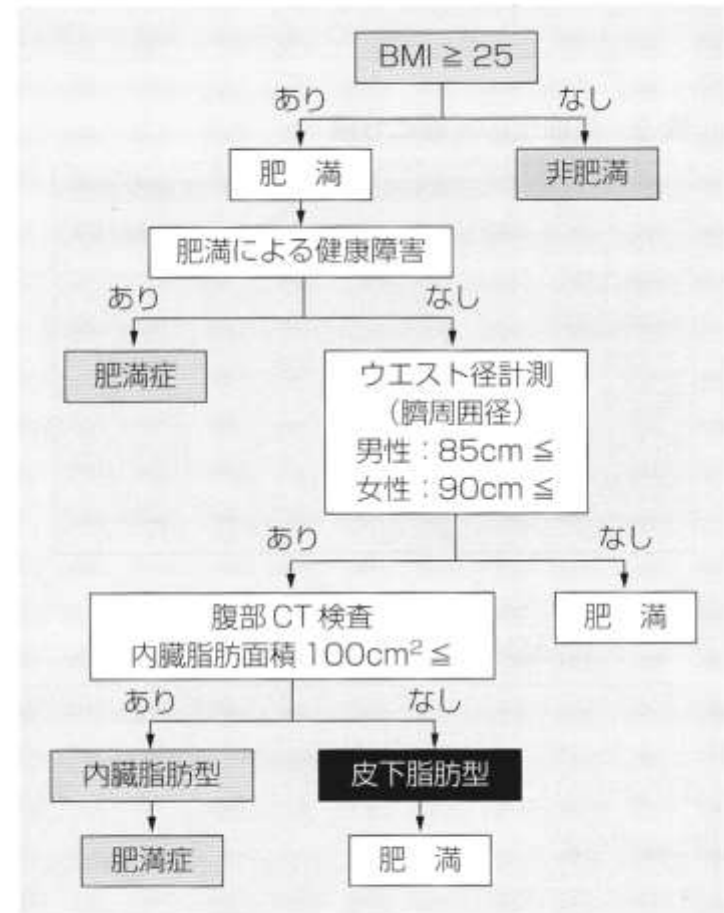 BMI ≧ 25
あり
なし
肥 満
非肥満
肥満による健康障害
あり
なし
肥満症
ウエスト径計測
（臍周囲径）
男性：85cm ≦
女性：90cm ≦
あり
なし
腹部 CT 検査
内臓脂肪面積 100cm² ≦
肥 満
あり
なし
内臓脂肪型
皮下脂肪型
肥満症
肥 満